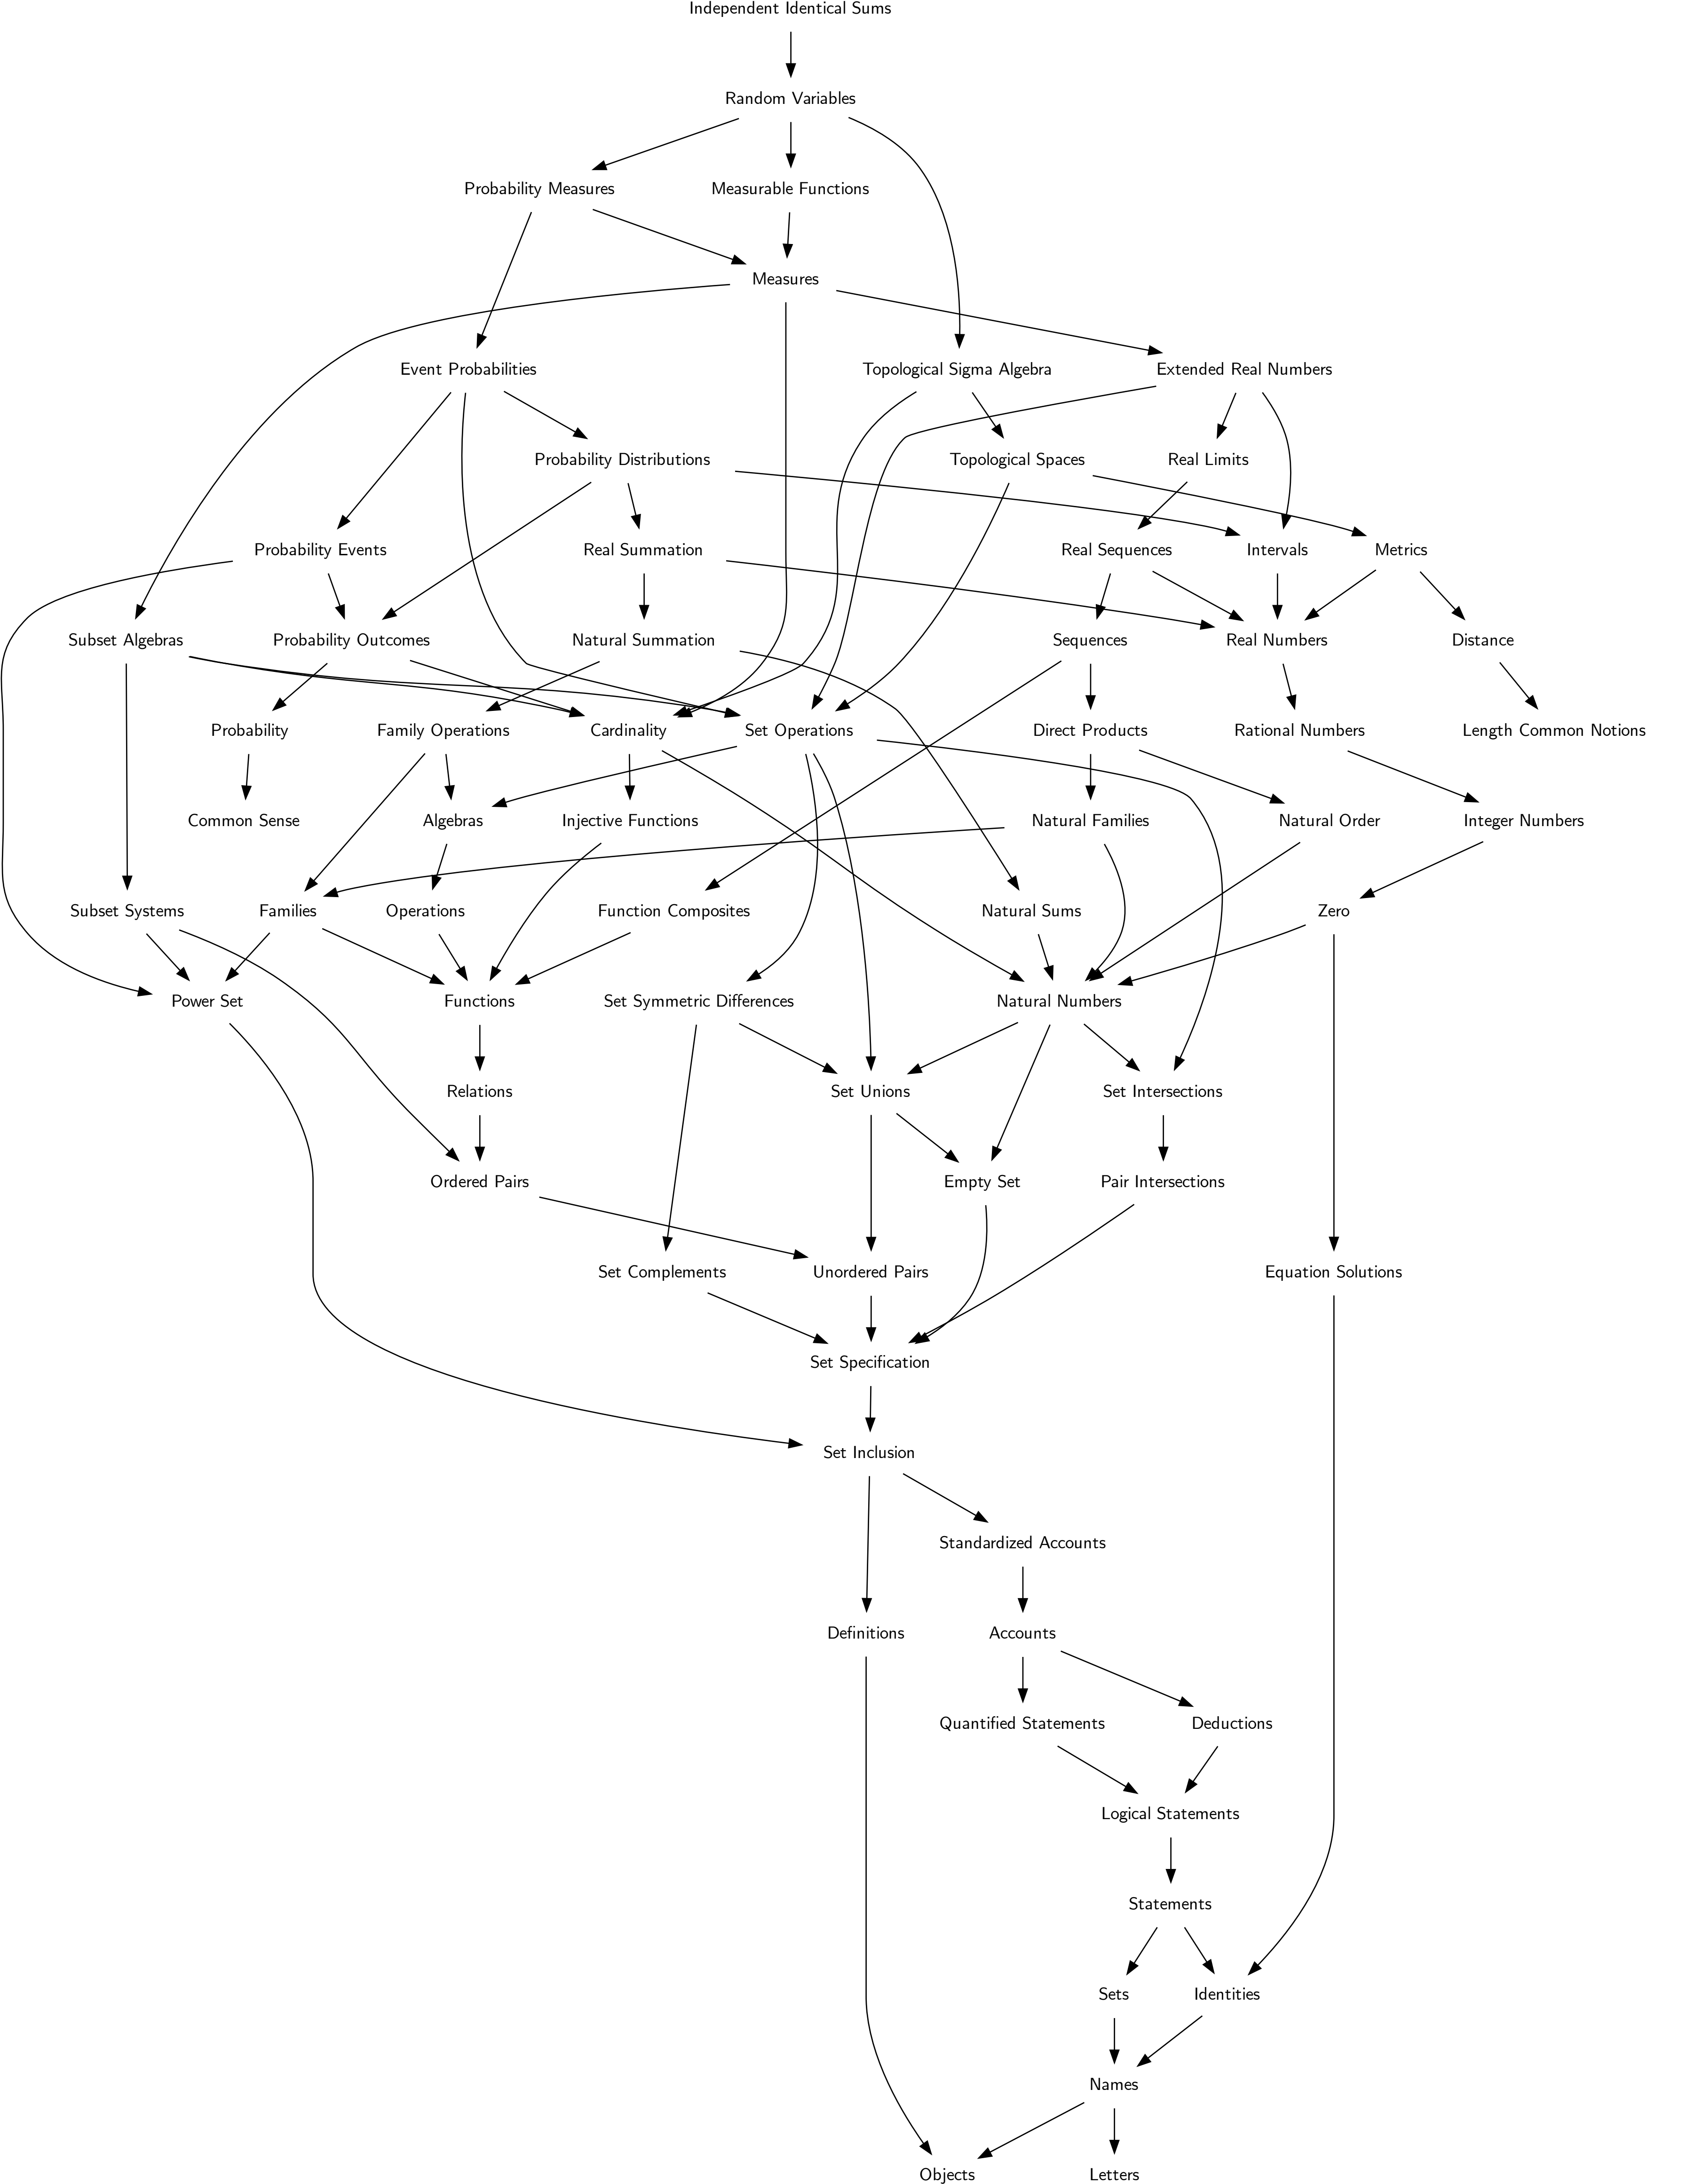 Independent Identical Sums
Random Variables
Probability Measures
Measurable Functions
Measures
Event Probabilities
Topological Sigma Algebra
Extended Real Numbers
Probability Distributions
Topological Spaces
Real Limits
Probability Events
Real Summation
Real Sequences
Intervals
Metrics
Subset Algebras
Probability Outcomes
Natural Summation
Sequences
Real Numbers
Distance
Probability
Family Operations
Cardinality
Set Operations
Direct Products
Rational Numbers
Length Common Notions
Common Sense
Algebras
Injective Functions
Natural Families
Natural Order
Integer Numbers
Subset Systems
Families
Operations
Function Composites
Natural Sums
Zero
Power Set
Functions
Set Symmetric Differences
Natural Numbers
Relations
Set Unions
Set Intersections
Ordered Pairs
Empty Set
Pair Intersections
Set Complements
Unordered Pairs
Equation Solutions
Set Specification
Set Inclusion
Standardized Accounts
Definitions
Accounts
Quantified Statements
Deductions
Logical Statements
Statements
Sets
Identities
Names
Objects
Letters